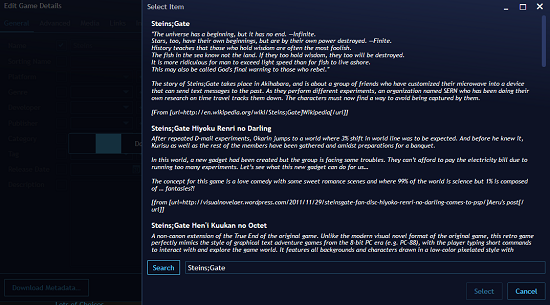 Edit Game Details
Select Item
Steins;Gate
"The universe has a beginning, but it has no end. —Infinite.
Stars, too, have their own beginnings, but are by their own power destroyed. —Finite.
History teaches that those who hold wisdom are often the most foolish.
The fish in the sea know not the land. If they too hold wisdom, they too will be destroyed.
It is more ridiculous for man to exceed light speed than for fish to live ashore.
This may also be called God's final warning to those who rebel."
The story of Steins;Gate takes place in Akihabara, and is about a group of friends who have customized their microwave into a device
that can send text messages to the past. As they perform different experiments, an organization named SERN who has been doing their
own research on time travel tracks them down. The characters must now find a way to avoid being captured by them.
[From [url=http://en.wikipedia.org/wiki/Steins;Gate]Wikipedia[/url]]
Steins;Gate Hiyoku Renri no Darling
After repeated D-mail experiments, Okarin jumps to a world where 3% shift in world line was to be expected. And before he knew it,
Kurisu as well as the rest of the members have been gathered and amidst preparations for a banquet.
In this world, a new gadget had been created but the group is facing some troubles. They can't afford to pay the electricity bill due to
running too many experiments. Let's see what this new gadget can do for us...
The concept for this game is a love comedy with some sweet romance scenes and where 99% of the world is science but 1% is composed
of ... fantasies?!
[from [url=http://visualnovelaer.wordpress.com/2011/11/29/steinsgate-fan-disc-hiyoku-renri-no-darling-comes-to-psp/]Aeru's post[/
url]]
Steins;Gate Hen'i Kuukan no Octet
A non-canon extension of the True End of the original game. Unlike the modern visual novel format of the original game, this retro game
perfectly mimics the style of graphical text adventure games from the 8-bit PC era (e.g. PC-88), with the player typing short commands
to interact with and explore the game world. It features all backgrounds and characters drawn in a low-color pixelated style with
Search
Steins;Gate
Select
Cancel
Download Metadata...